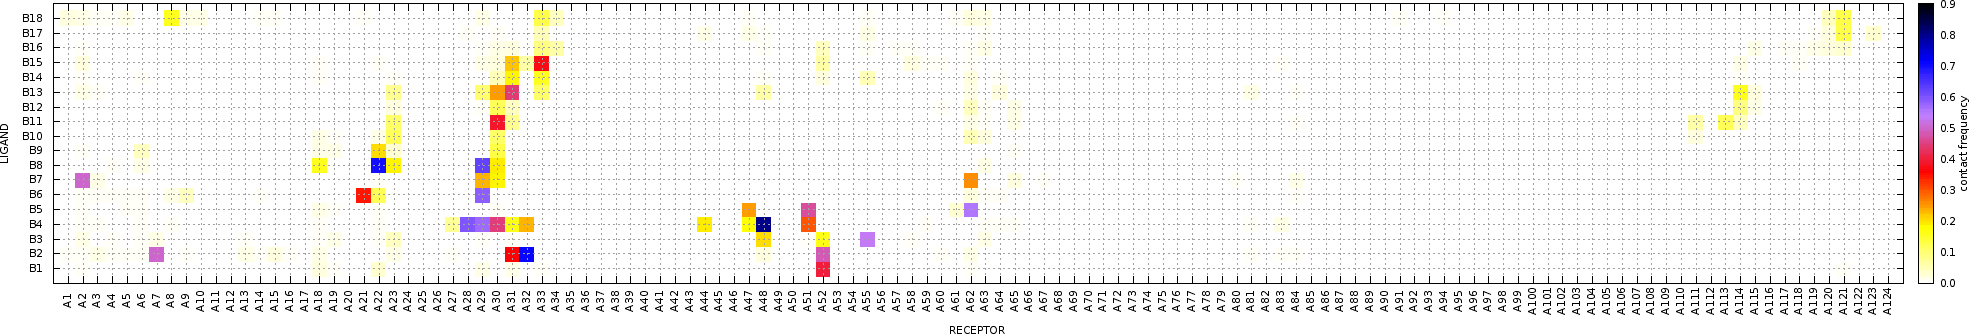 B18
B17
B16
B15
B14
B13
B12
B11
B10
B9
B8
B7
B6
B5
B4
B3
B2
B1
LIGAND
A1 A2 A3 A4 A5 A6 A7 A8 A9 A10 A11 A12 A13 A14 A15 A16 A17 A18 A19 A20 A21 A22 A23 A24 A25 A26 A27 A28 A29 A30 A31 A32 A33 A34 A35 A36 A37 A38 A39 A40 A41 A42 A43 A44 A45 A46 A47 A48 A49 A50 A51 A52 A53 A54 A55 A56 A57 A58 A59 A60 A61 A62 A63 A64 A65 A66 A67 A68 A69 A70 A71 A72 A73 A74 A75 A76 A77 A78 A79 A80 A81 A82 A83 A84 A85 A86 A87 A88 A89 A90 A91 A92 A93 A94 A95 A96 A97 A98 A99 A100 A101 A102 A103 A104 A105 A106 A107 A108 A109 A110 A111 A112 A113 A114 A115 A116 A117 A118 A119 A120 A121 A122 A123 A124
RECEPTOR
0.9
0.8
0.7
0.6
0.5
0.4
0.3
0.2
0.1
0.0
contact frequency